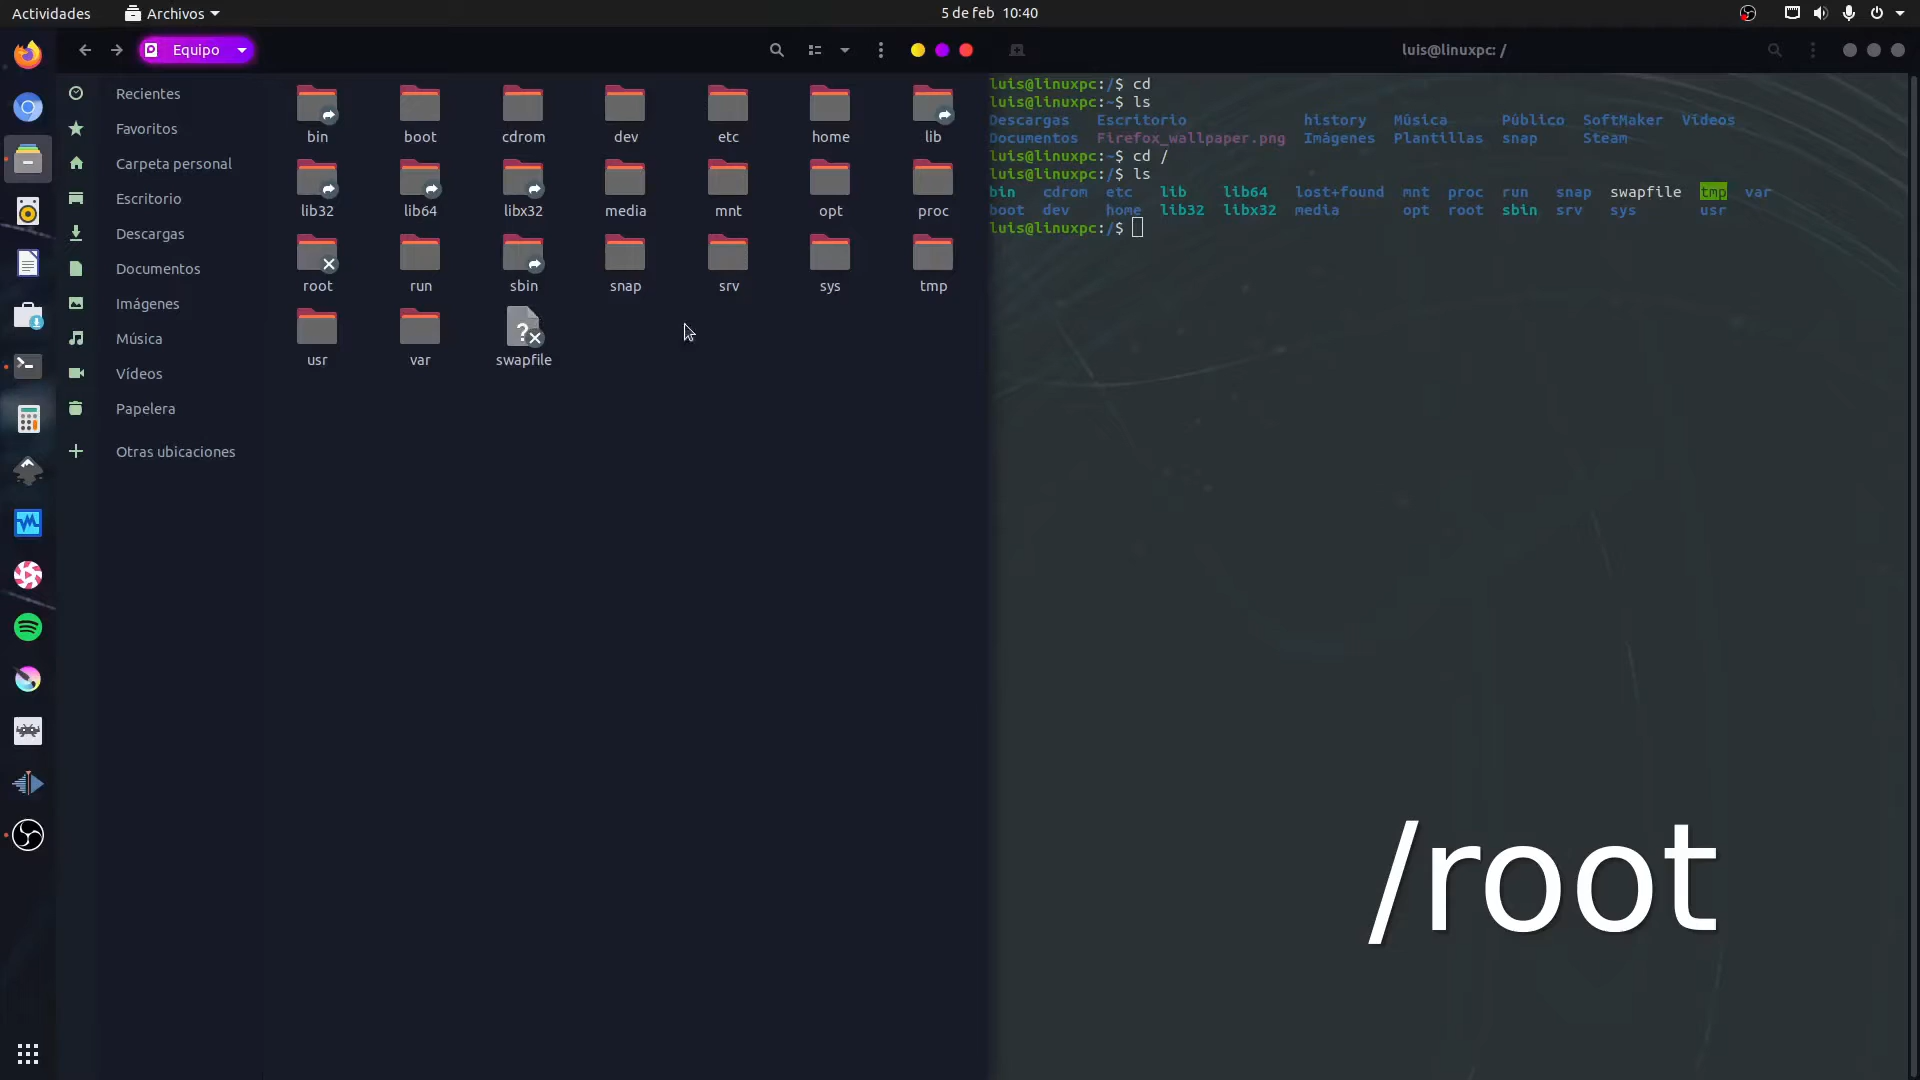 Actividades Archivos 5 de feb 10:40
Equipo
luis@linuxpc: /
Recientes
Favoritos
Carpeta personal
Escritorio
Descargas
Documentos
Imágenes
Música
Vídeos
Papelera
Otras ubicaciones
bin boot cdrom dev etc home lib
lib32 lib64 libx32 media mnt opt proc
root run sbin snap srv sys tmp
usr var swapfile
luis@linuxpc:/$ cd
luis@linuxpc:~$ ls
Descargas Escritorio history Música Público SoftMaker Vídeos
Documentos Firefox_wallpaper.png Imágenes Plantillas snap Steam
luis@linuxpc:~$ cd /
luis@linuxpc:/$ ls
bin cdrom etc lib lib64 lost+found mnt proc run snap swapfile tmp var
boot dev home lib32 libx32 media opt root sbin srv sys usr
luis@linuxpc:/$
/root